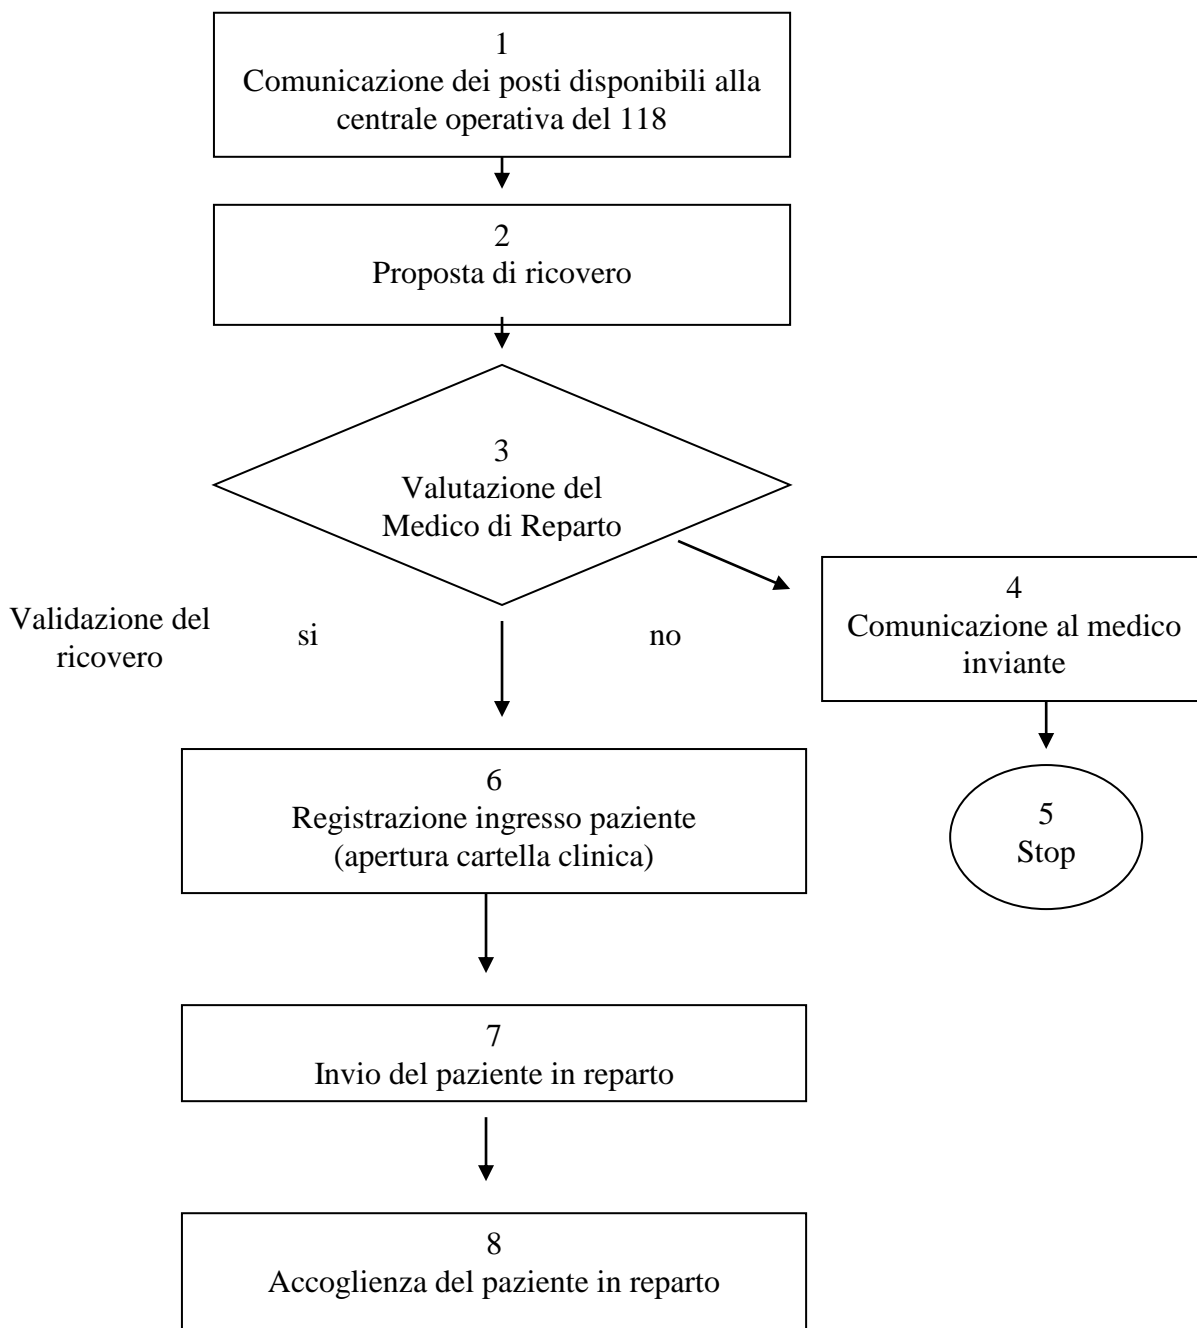 1
Comunicazione dei posti disponibili alla
centrale operativa del 118
2
Proposta di ricovero
3
Valutazione del
Medico di Reparto
Validazione del
ricovero
si
no
4
Comunicazione al medico
inviante
6
Registrazione ingresso paziente
(apertura cartella clinica)
5
Stop
7
Invio del paziente in reparto
8
Accoglienza del paziente in reparto